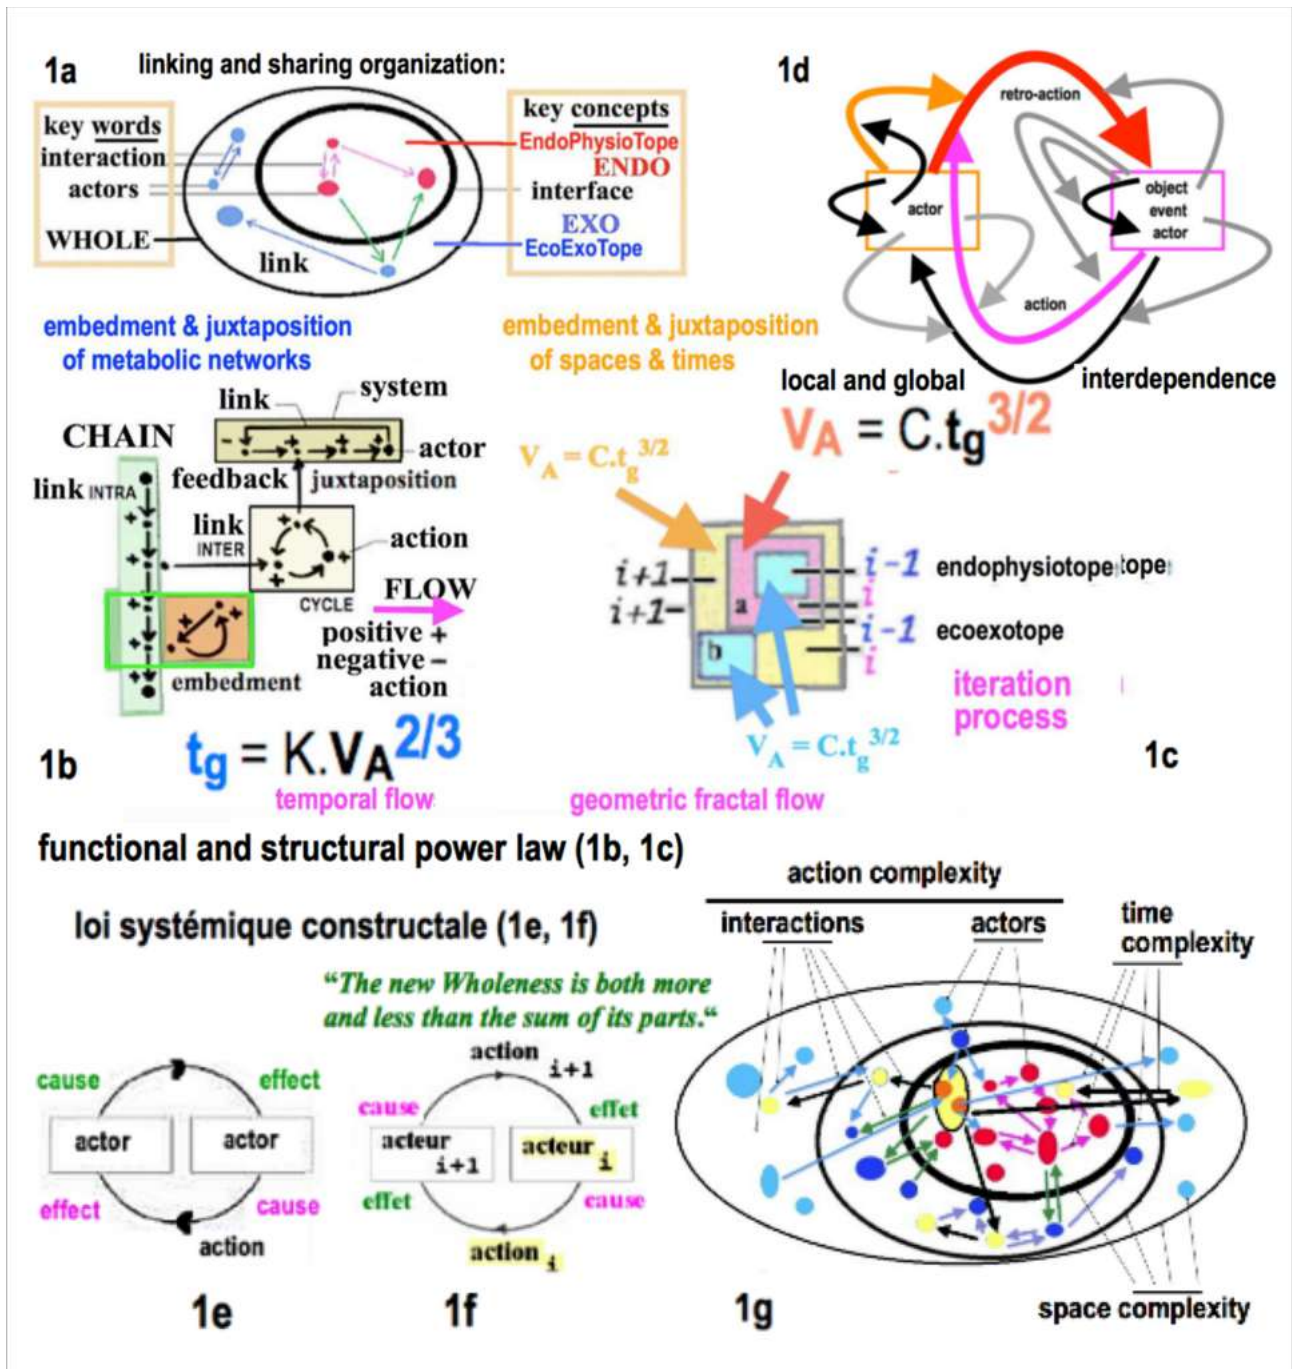 1a
linking and sharing organization:
key words
interaction
actors
WHOLE
link
key concepts
EndoPhysioTope
ENDO
interface
EXO
EcoExoTope
1d
retro-action
actor
object
event
actor
action
local and global
interdependence
embedment & juxtaposition
of metabolic networks
embedment & juxtaposition
of spaces & times
link
system
CHAIN
actor
feedback
juxtaposition
link INTRA
link
INTER
action
CYCLE
FLOW
positive +
negative –
action
embedment
1b
tg = K.VA2/3
temporal flow
VA = C.tg3/2
VA = C.tg3/2
i+1
i+1
a
b
i-1 endophysiotope tope
i
i-1 ecoexotope
i
iteration
process
VA = C.tg3/2
1c
geometric fractal flow
functional and structural power law (1b, 1c)
loi systémique constructale (1e, 1f)
“The new Wholeness is both more
and less than the sum of its parts.“
cause
effect
actor
actor
effect
cause
action
1e
action i+1
cause
effet
acteur i+1
acteur i
effet
cause
action i
1f
action complexity
interactions
actors
time
complexity
space complexity
1g